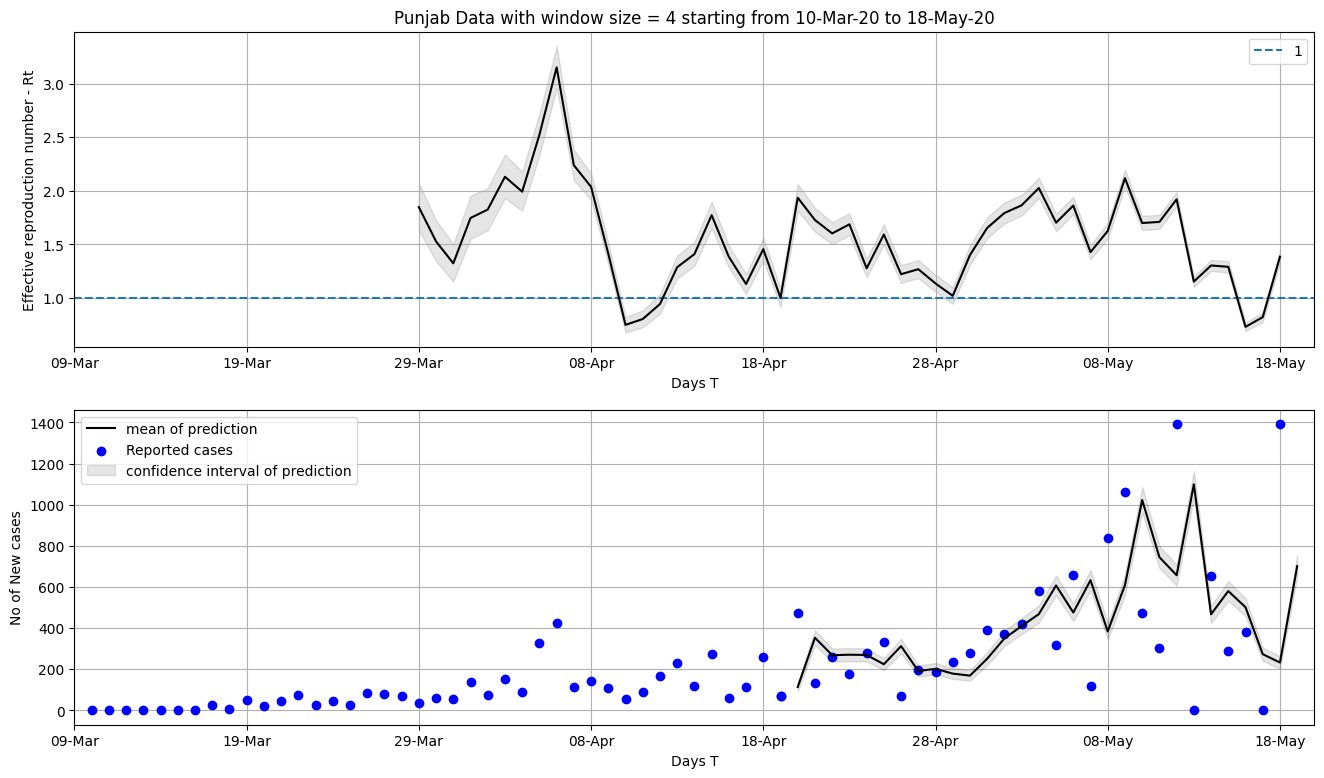 Punjab Data with window size = 4 starting from 10-Mar-20 to 18-May-20
Effective reproduction number - Rt
3.0
2.5
2.0
1.5
1.0
1
09-Mar 19-Mar 29-Mar 08-Apr 18-Apr 28-Apr 08-May 18-May
Days T
No of New cases
1400
1200
1000
800
600
400
200
0
mean of prediction
Reported cases
confidence interval of prediction
09-Mar 19-Mar 29-Mar 08-Apr 18-Apr 28-Apr 08-May 18-May
Days T